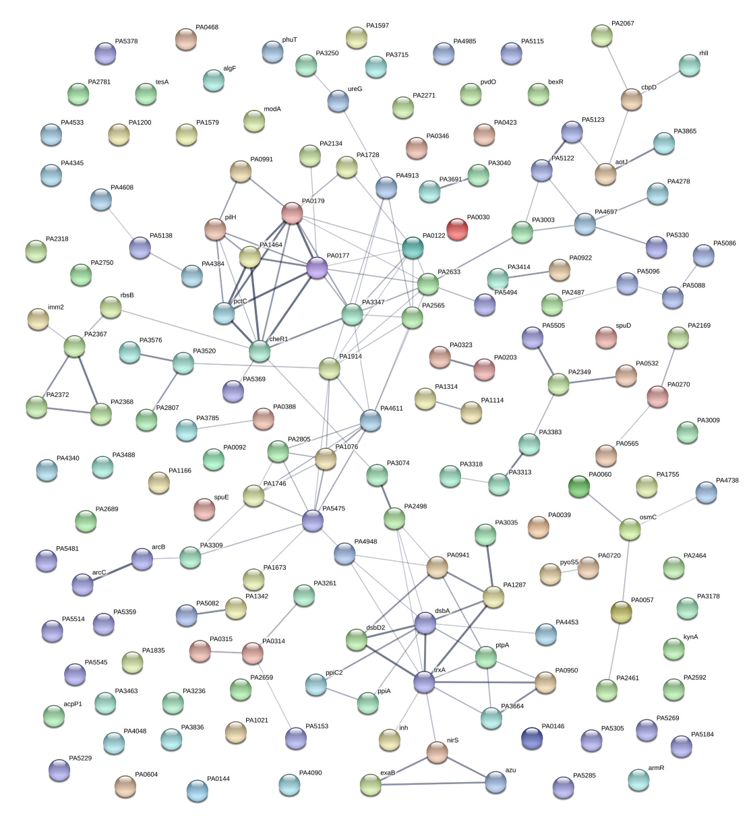 PA5378
PA0468
phuT
PA1597
PA3250
PA3715
PA4985
PA5115
PA2067
rhlI
PA2781
tesA
algF
ureG
PA2271
pvdO
bexR
cbpD
PA4533
PA1200
PA1579
modA
PA0346
PA0423
PA5123
PA3865
PA4345
PA0991
PA2134
PA1728
PA4913
PA3691
PA3040
PA5122
aotJ
PA4278
PA4608
PA0179
PA0030
PA4697
pilH
PA3003
PA5138
PA1464
PA0122
PA5330
PA2318
PA2750
PA4384
PA0177
PA2633
PA3414
PA0922
PA5096
PA5086
PA5494
PA2487
PA5088
imm2
rbsB
pctC
PA3347
PA2565
PA2367
PA3576
PA3520
cheR1
PA1914
PA0323
PA0203
PA5505
spuD
PA2169
PA2372
PA2368
PA2807
PA5369
PA1314
PA1114
PA2349
PA0532
PA0270
PA3785
PA0388
PA4611
PA3383
PA0565
PA3009
PA4340
PA3488
PA0092
PA2805
PA1076
PA3074
PA3318
PA3313
PA0060
PA1755
PA4738
PA1166
PA1746
spuE
PA2689
PA5475
PA2498
PA3035
PA0039
osmC
PA5481
arcC
arcB
PA3309
PA4948
PA0941
pyoS5
PA0720
PA2464
PA1673
PA3261
PA1287
PA5514
PA5359
PA5082
PA1342
dsbA
PA0057
PA3178
PA1835
PA0315
PA0314
dsbD2
ptpA
PA4453
kynA
PA5545
PA3463
PA3236
PA2659
ppiC2
ppiA
trxA
PA0950
PA2461
PA2592
acpP1
PA4048
PA3836
PA1021
PA5153
inh
PA3664
PA0146
PA5305
PA5269
PA5184
nirS
PA5229
PA0604
PA0144
PA4090
exaB
azu
PA5285
armR